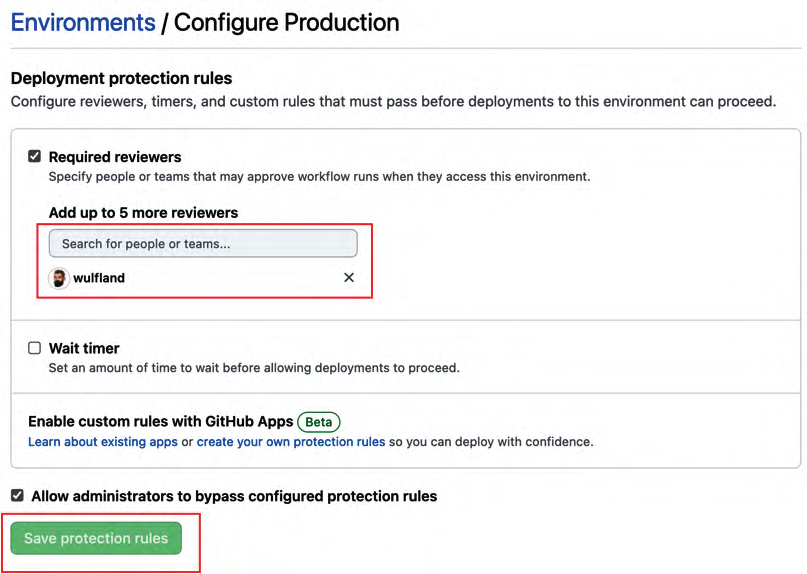 Environments / Configure Production
Deployment protection rules
Configure reviewers, timers, and custom rules that must pass before deployments to this environment can proceed.
Required reviewers
Specify people or teams that may approve workflow runs when they access this environment.
Add up to 5 more reviewers
Search for people or teams...
wulfland
Wait timer
Set an amount of time to wait before allowing deployments to proceed.
Enable custom rules with GitHub Apps Beta
Learn about existing apps or create your own protection rules so you can deploy with confidence.
Allow administrators to bypass configured protection rules
Save protection rules